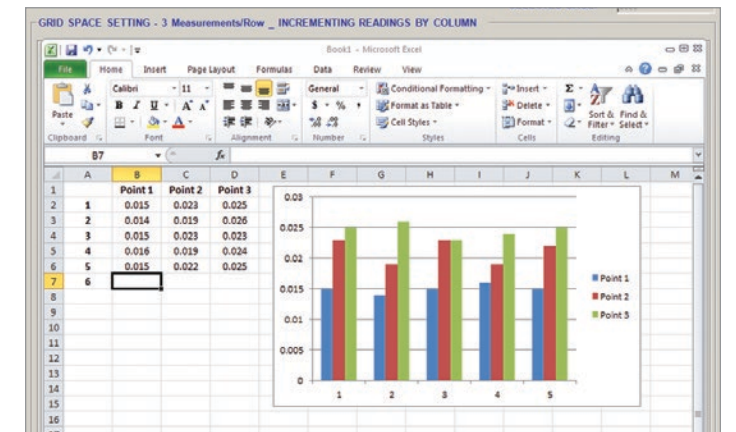 GRID SPACE SETTING - 3 Measurements/Row _ INCREMENTING READINGS BY COLUMN
Book1 - Microsoft Excel
File Home Insert Page Layout Formulas Data Review View
Paste
Calibri 11
B I U A A
A
General
$ % ,
Conditional Formatting
Format as Table
Cell Styles
Insert
Delete
Format
Σ
Sort & Filter
Find & Select
Clipboard Font Alignment Number Styles Cells Editing
B7 fx
A B C D E F G H I J K L M
1 Point 1 Point 2 Point 3
2 1 0.015 0.023 0.025
3 2 0.014 0.019 0.026
4 3 0.015 0.023 0.023
5 4 0.016 0.019 0.024
6 5 0.015 0.022 0.025
7 6
8
9
10
11
12
13
14
15
16
0.03
0.025
0.02
0.015
0.01
0.005
0
1 2 3 4 5
Point 1
Point 2
Point 3